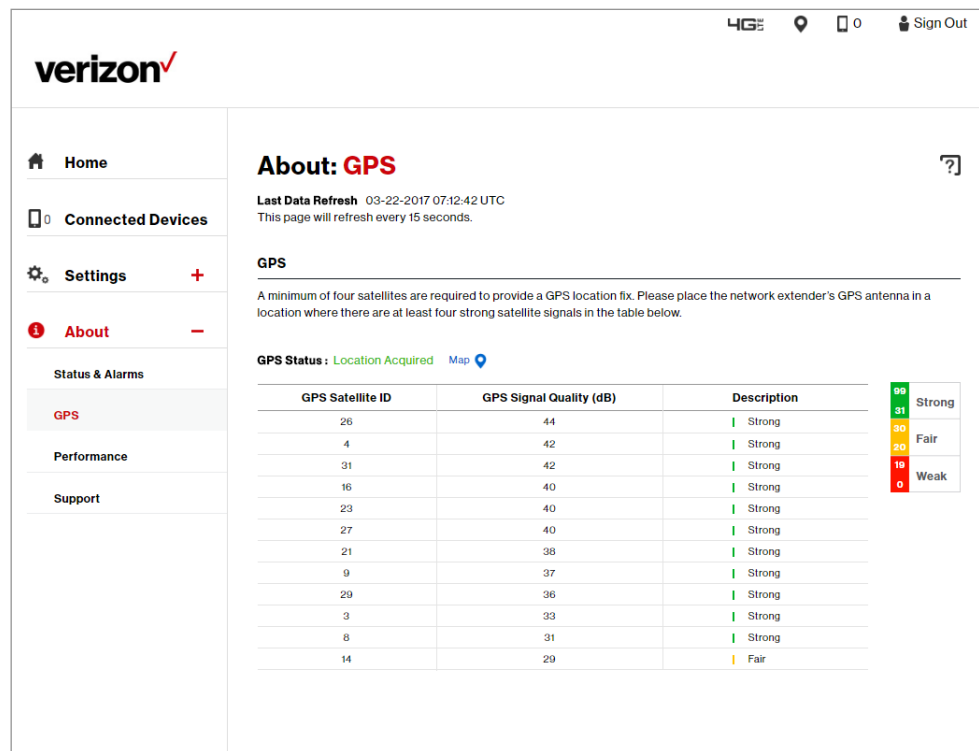 4G LTE 0 Sign Out
verizon
Home
0 Connected Devices
Settings +
About −
Status & Alarms
GPS
Performance
Support
About: GPS
?
Last Data Refresh 03-22-2017 07:12:42 UTC
This page will refresh every 15 seconds.
GPS
A minimum of four satellites are required to provide a GPS location fix. Please place the network extender's GPS antenna in a
location where there are at least four strong satellite signals in the table below.
GPS Status : Location Acquired Map
GPS Satellite ID GPS Signal Quality (dB) Description
26 44 Strong
4 42 Strong
31 42 Strong
16 40 Strong
23 40 Strong
27 40 Strong
21 38 Strong
9 37 Strong
29 36 Strong
3 33 Strong
8 31 Strong
14 29 Fair
99
31 Strong
30
20 Fair
19
0 Weak